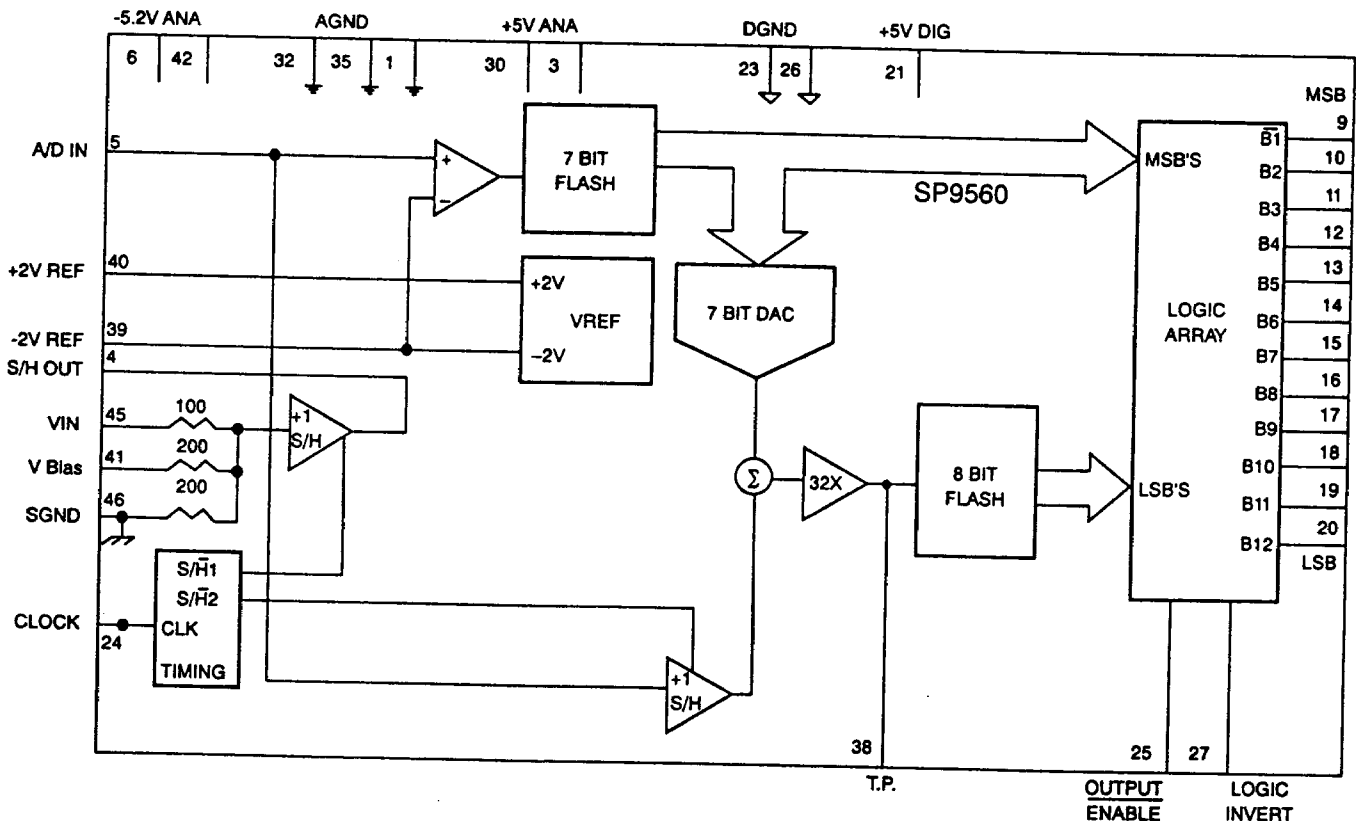 -5.2V ANA
AGND
+5V ANA
DGND
+5V DIG
6
42
32
35
1
30
3
23
26
21
MSB
A/D IN
5
+
−
7 BIT
FLASH
MSB'S
SP9560
B̅1
9
B2
10
B3
11
B4
12
B5
13
B6
14
B7
15
B8
16
B9
17
B10
18
B11
19
B12
20
LSB
+2V REF
40
+2V
VREF
−2V
-2V REF
39
S/H OUT
4
7 BIT DAC
LOGIC
ARRAY
VIN
45
100
+1
S/H
V Bias
41
200
SGND
46
200
Σ
32X
8 BIT
FLASH
LSB'S
S/H̅1
S/H̅2
CLOCK
24
CLK
TIMING
+1
S/H
38
T.P.
25
27
OUTPUT
ENABLE
LOGIC
INVERT